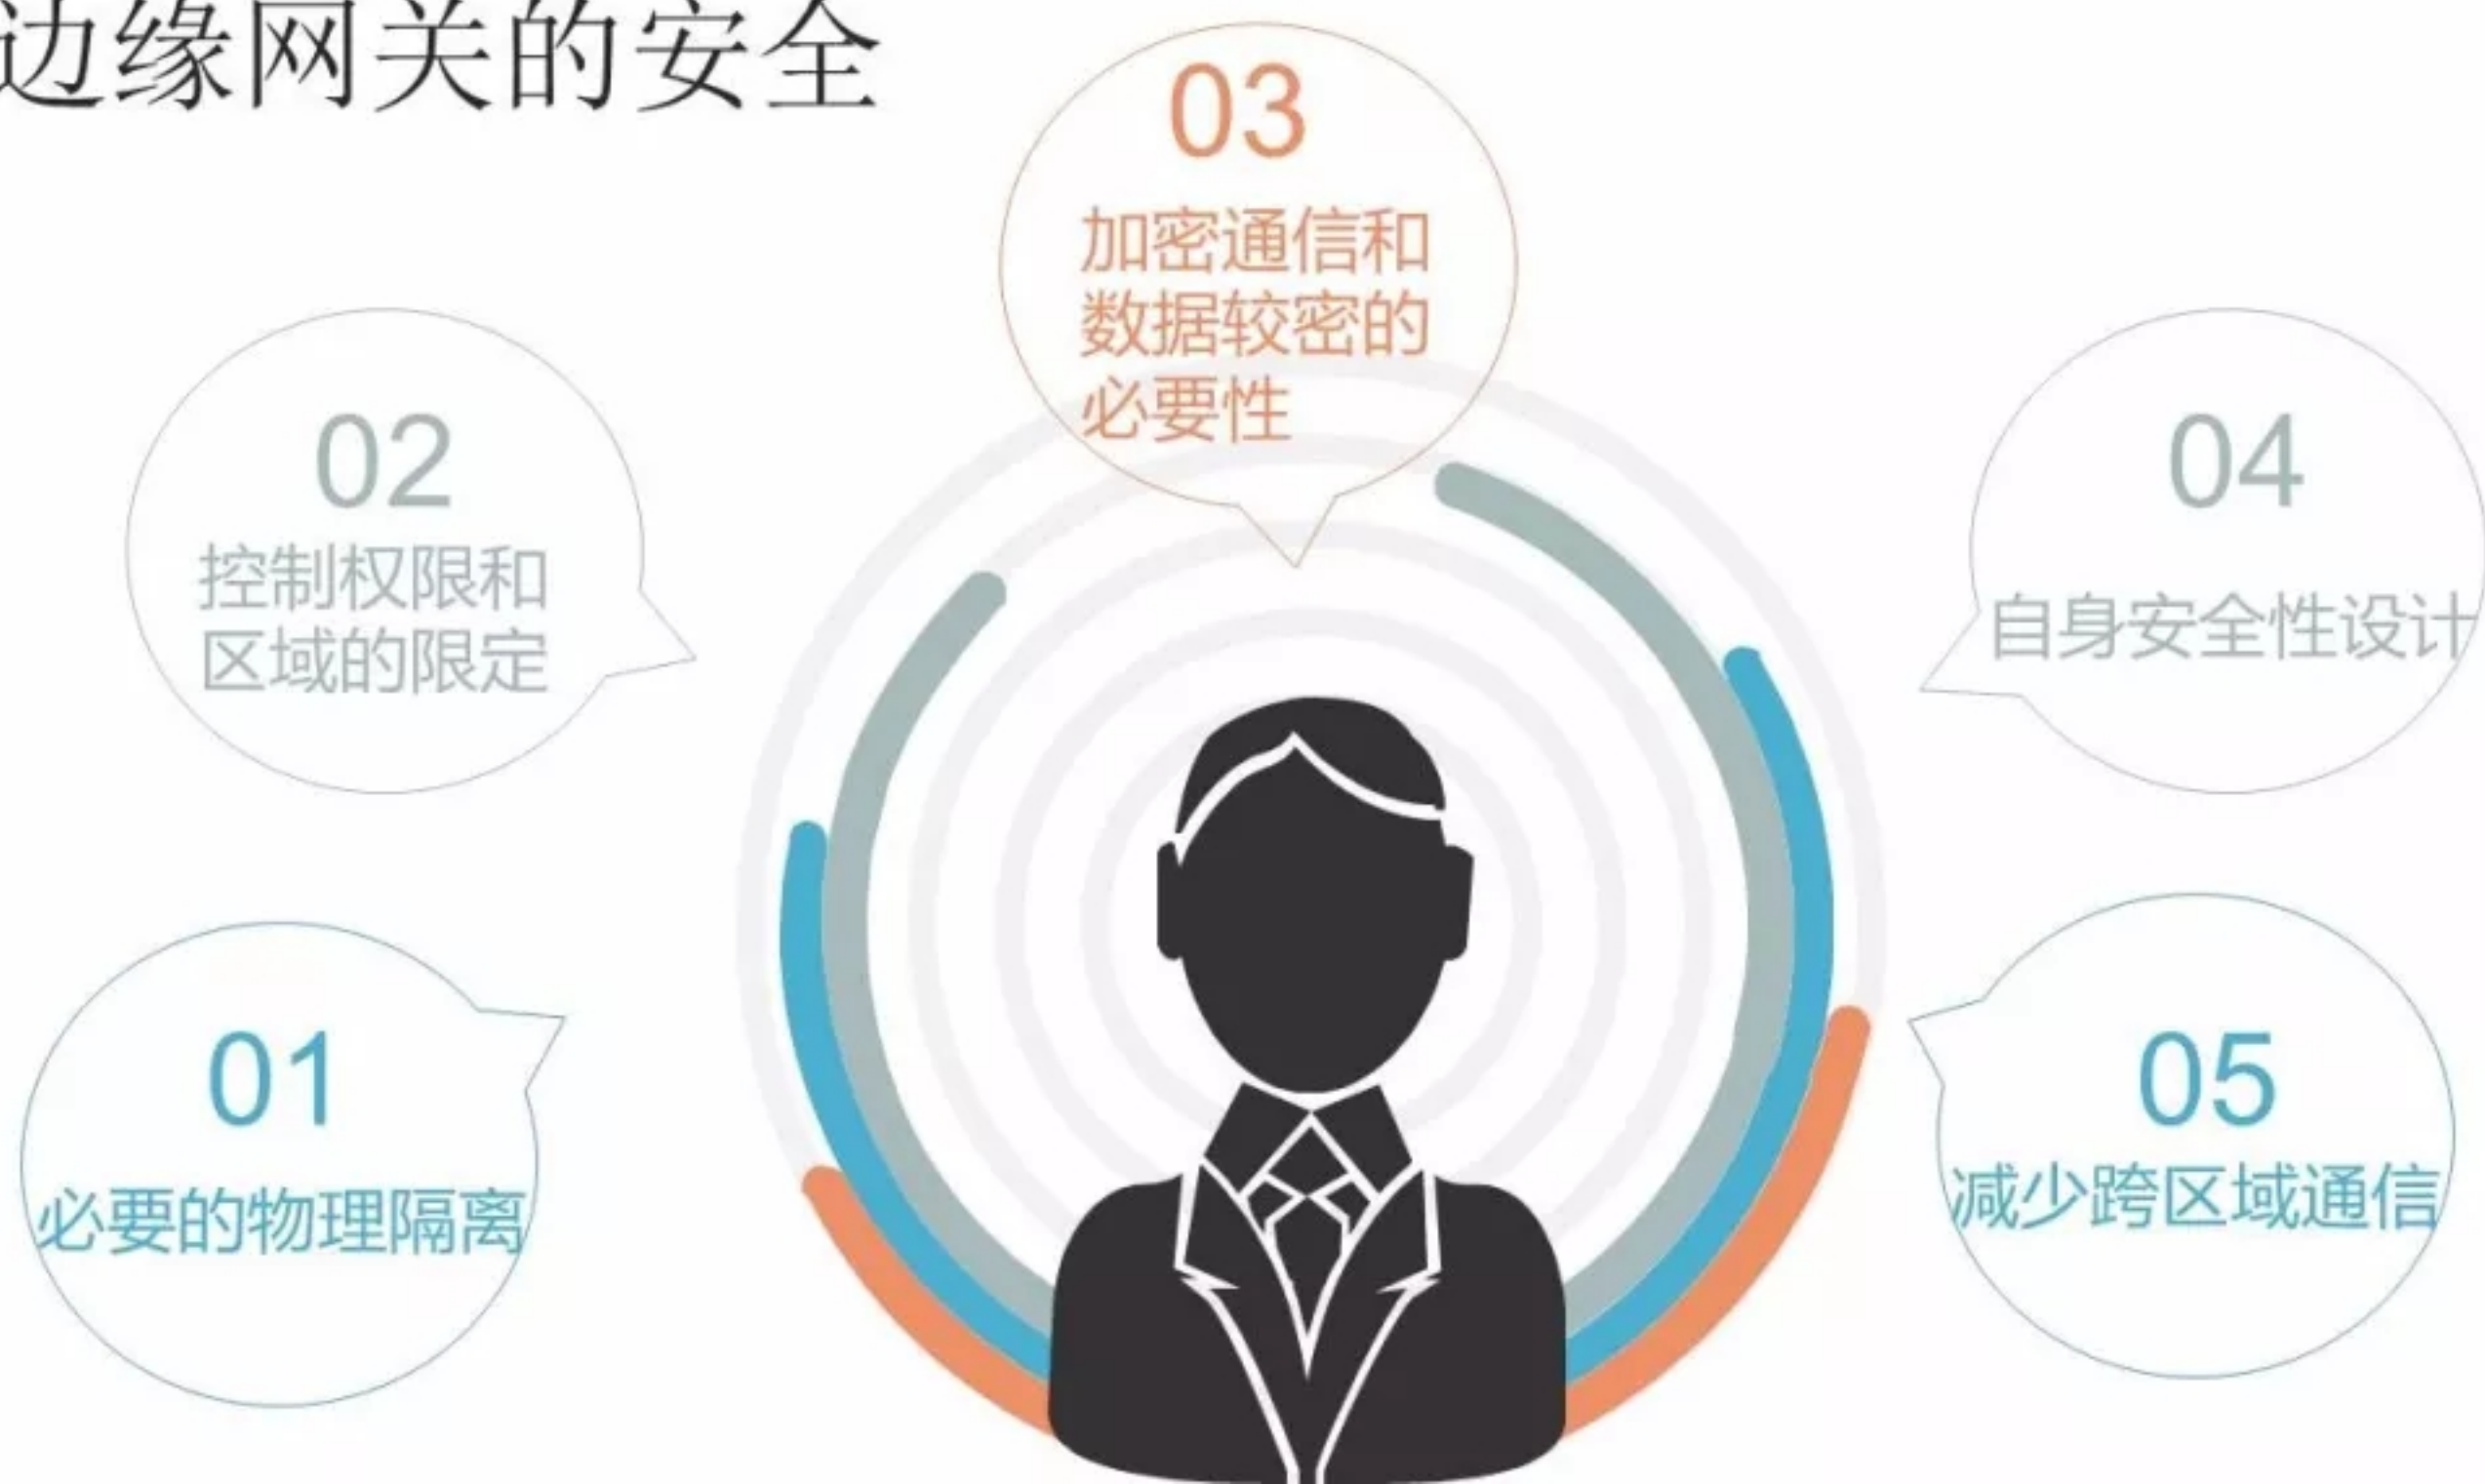 边缘网关的安全
01
必要的物理隔离
02
控制权限和
区域的限定
03
加密通信和
数据较密的
必要性
04
自身安全性设计
05
减少跨区域通信